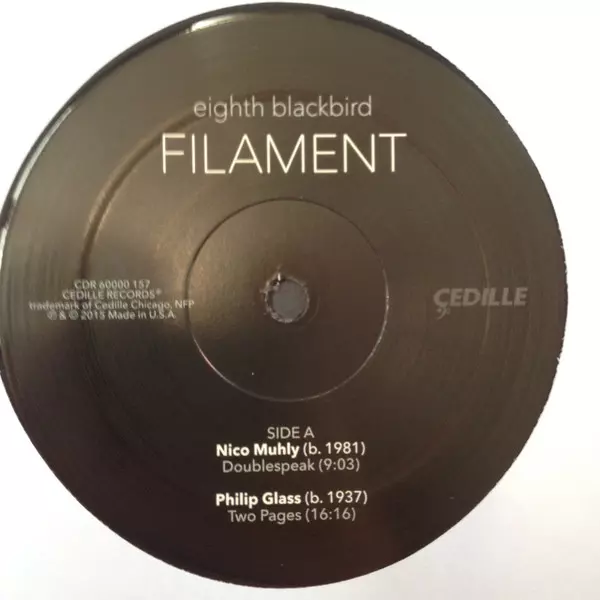 eighth blackbird
FILAMENT
CDR 60000 157
CEDILLE RECORDS®
trademark of Cedille Chicago, NFP
℗ & © 2015 Made in U.S.A.
ÇEDILLE
SIDE A
Nico Muhly (b. 1981)
Doublespeak (9:03)
Philip Glass (b. 1937)
Two Pages (16:16)